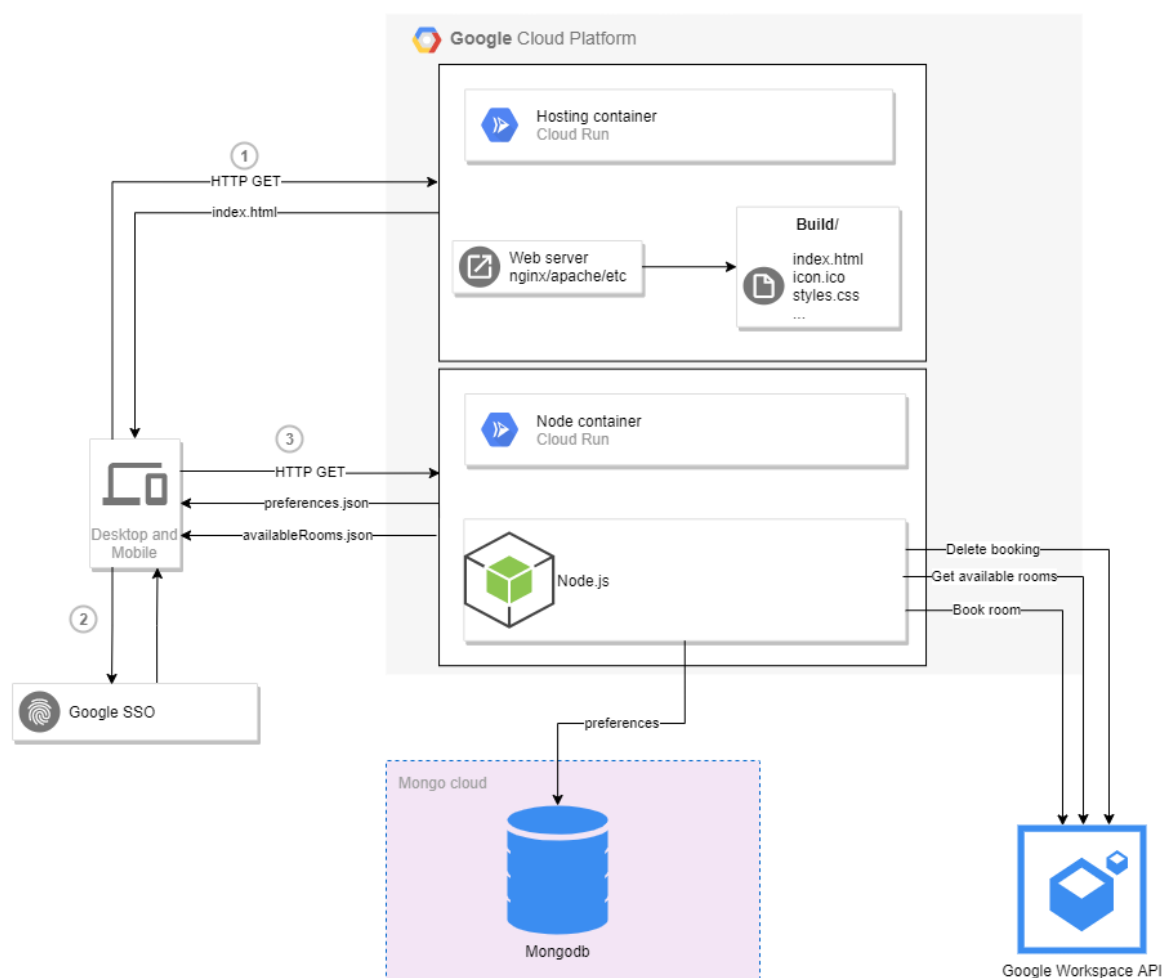 Google Cloud Platform
Hosting container
Cloud Run
1
HTTP GET
index.html
Web server
nginx/apache/etc
Build/
index.html
icon.ico
styles.css
...
Node container
Cloud Run
3
HTTP GET
preferences.json
availableRooms.json
Desktop and
Mobile
Node.js
Delete booking
Get available rooms
Book room
2
Google SSO
preferences
Mongo cloud
Mongodb
Google Workspace API